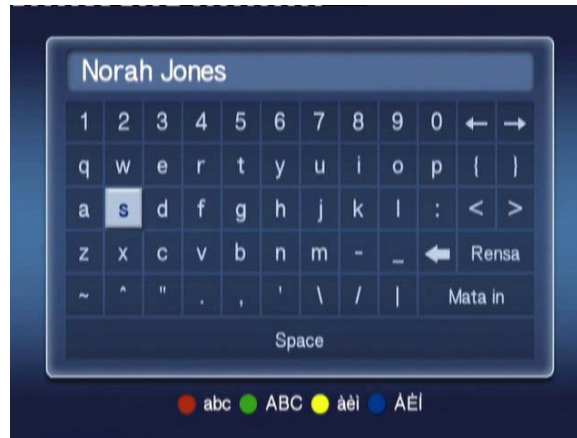 Norah Jones
1 2 3 4 5 6 7 8 9 0 ← →
q w e r t y u i o p { }
a s d f g h j k l : < >
z x c v b n m - _ ⬅ Rensa
~ ^ " . , ' \ / | Mata in
Space
abc ABC àèì ÀÈÍ